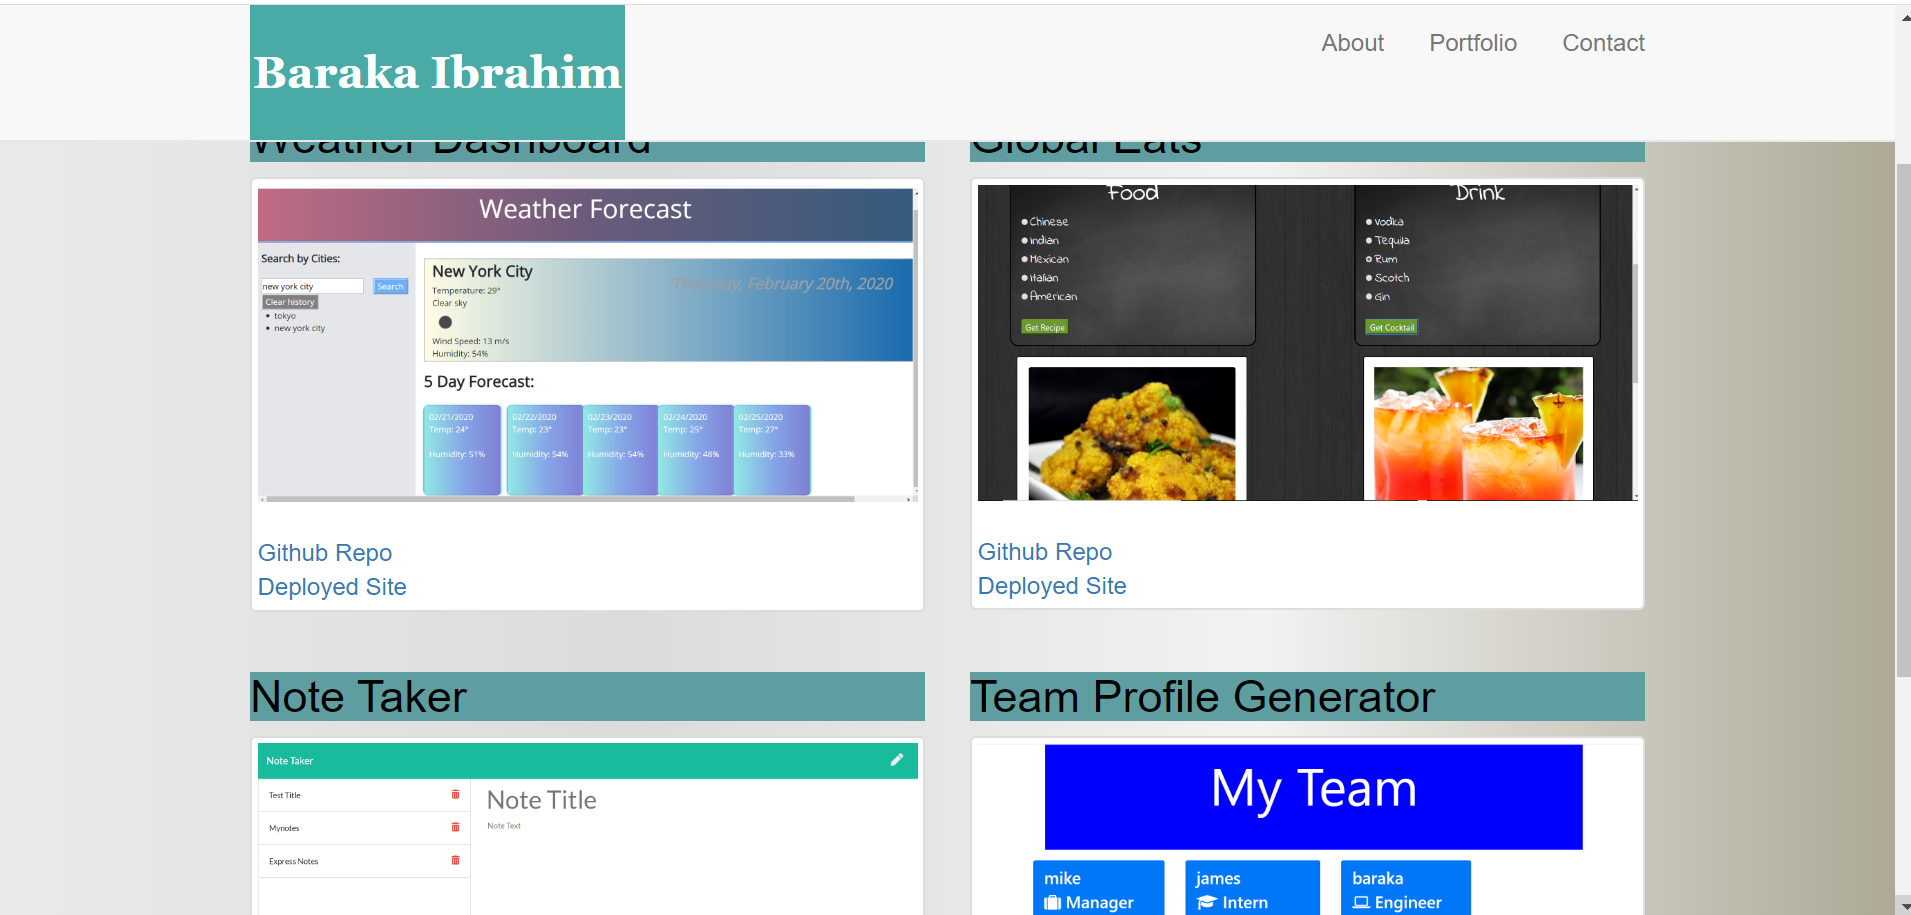 Baraka Ibrahim
About Portfolio Contact
Weather Dashboard
Global Eats
Weather Forecast
Search by Cities:
new york city
Search
Clear history
tokyo
new york city
New York City
Thursday, February 20th, 2020
Temperature: 29°
Clear sky
Wind Speed: 13 m/s
Humidity: 54%
5 Day Forecast:
02/21/2020 02/22/2020 02/23/2020 02/24/2020 02/25/2020
Temp: 24° Temp: 23° Temp: 23° Temp: 25° Temp: 27°
Humidity: 51% Humidity: 54% Humidity: 54% Humidity: 48% Humidity: 33%
Github Repo
Deployed Site
Food
Chinese
Indian
Mexican
Italian
American
Get Recipe
Drink
Vodka
Tequila
Rum
Scotch
Gin
Get Cocktail
Github Repo
Deployed Site
Note Taker
Note Taker
Test Title
Mynotes
Express Notes
Note Title
Note Text
Team Profile Generator
My Team
mike
Manager
james
Intern
baraka
Engineer